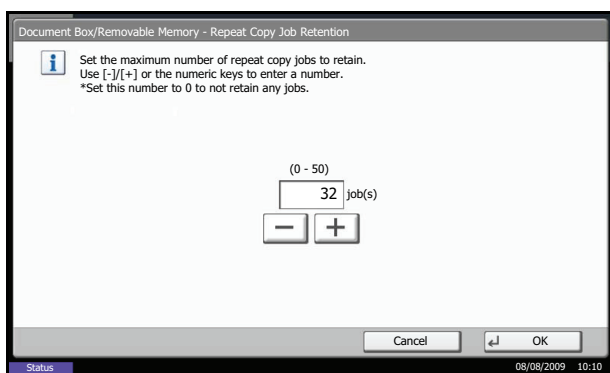 Document Box/Removable Memory - Repeat Copy Job Retention
Set the maximum number of repeat copy jobs to retain.
Use [-]/[+] or the numeric keys to enter a number.
*Set this number to 0 to not retain any jobs.
(0 - 50)
32 job(s)
− +
Cancel OK
Status 08/08/2009 10:10